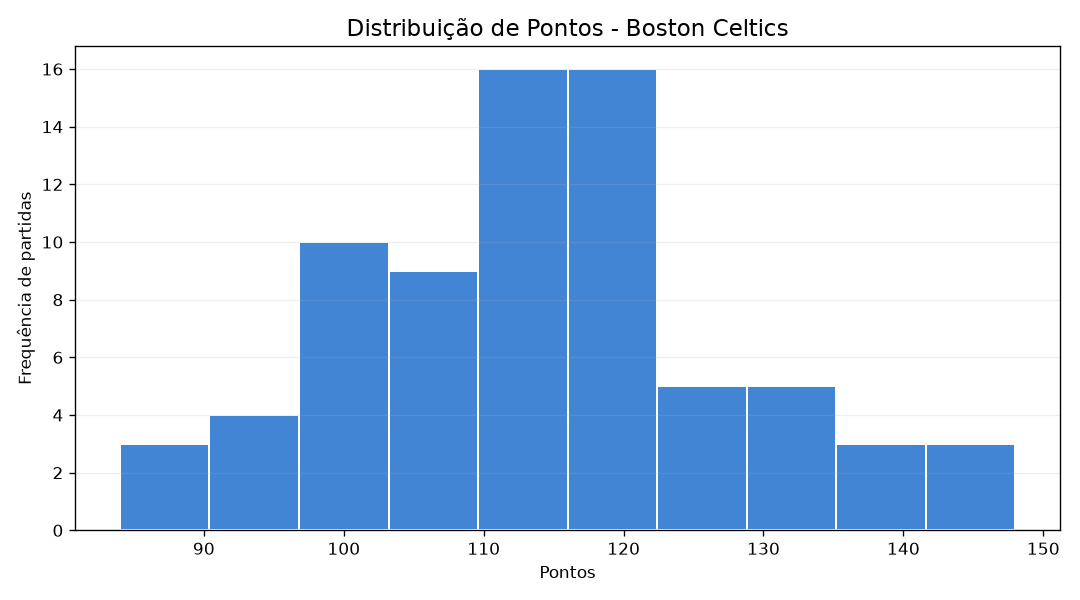 Distribuição de Pontos - Boston Celtics
Frequência de partidas
16
14
12
10
8
6
4
2
0
90 100 110 120 130 140 150
Pontos